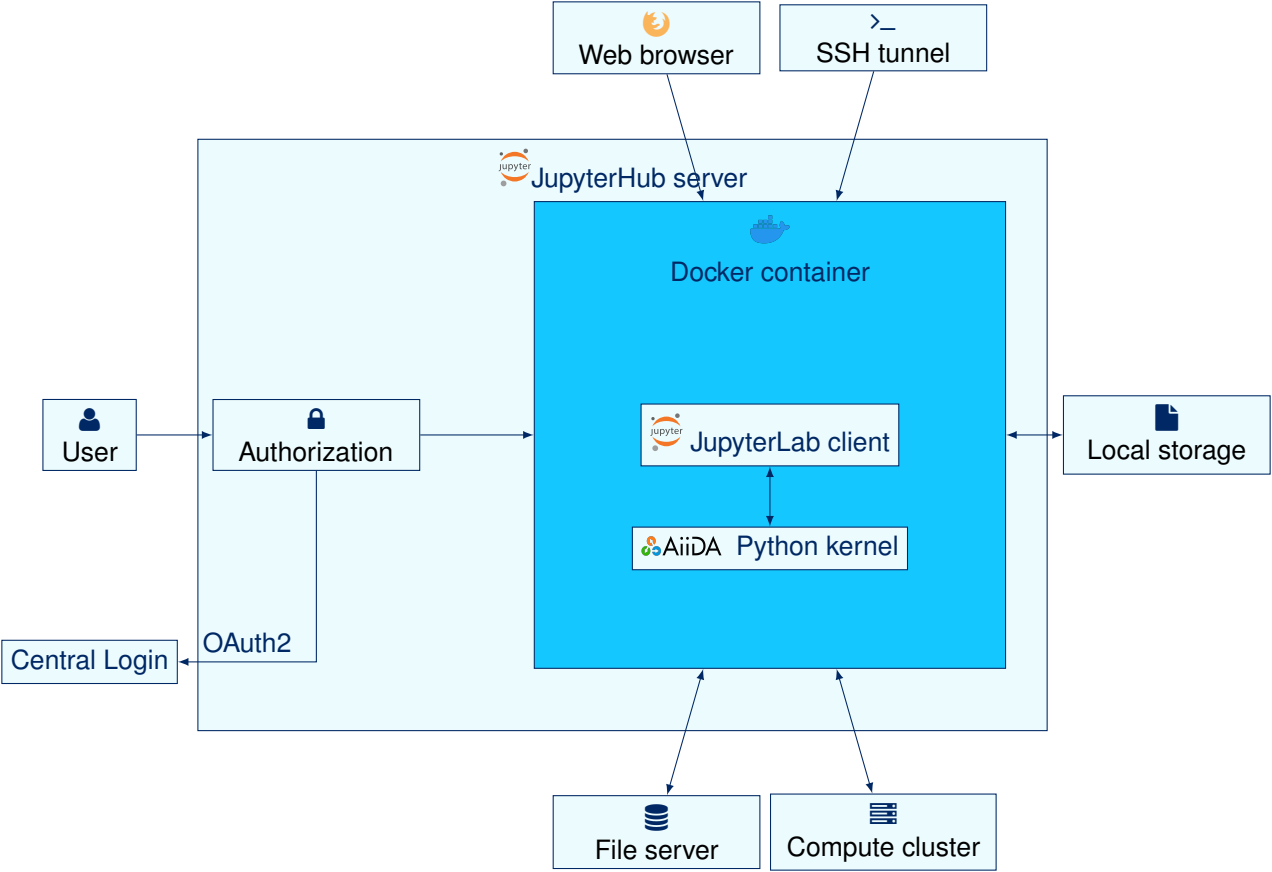 Web browser
SSH tunnel
jupyter
JupyterHub server
Docker container
User
Authorization
jupyter
JupyterLab client
Local storage
AiiDA Python kernel
OAuth2
Central Login
File server
Compute cluster